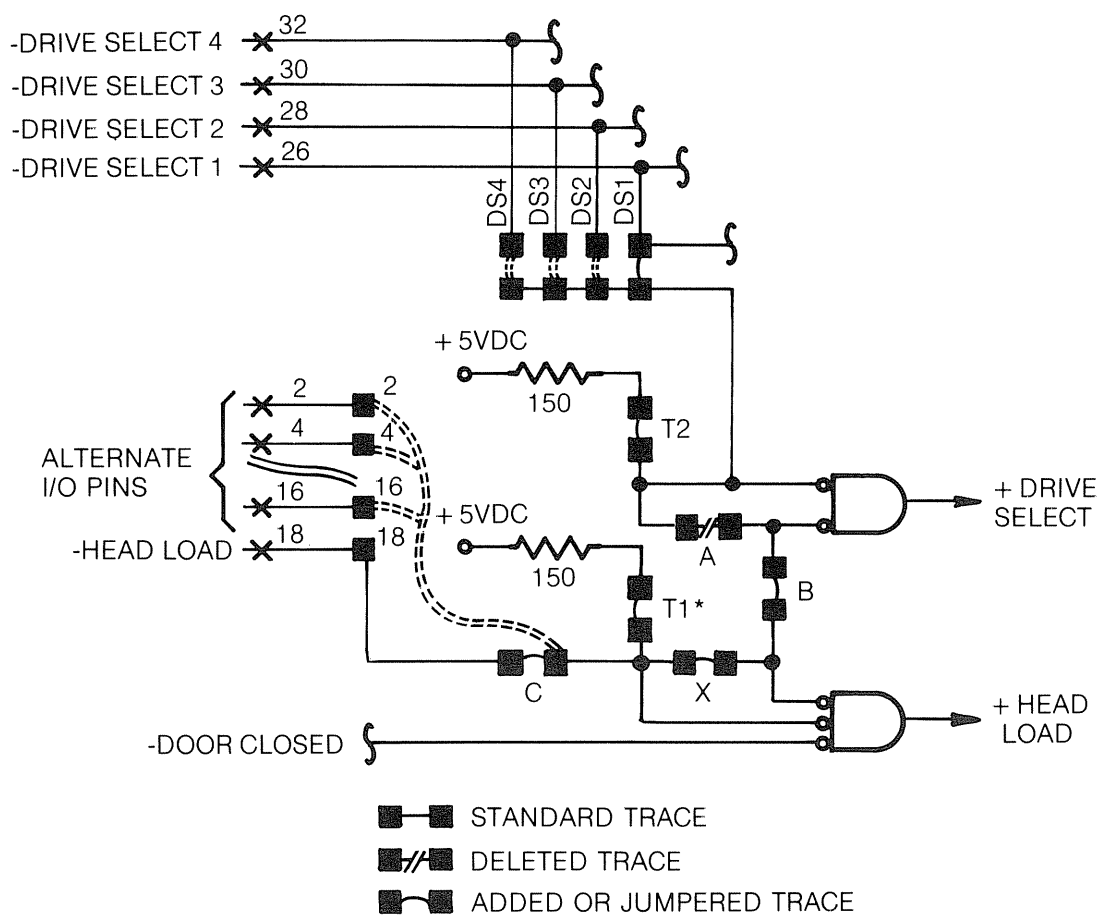 -DRIVE SELECT 4
32
-DRIVE SELECT 3
30
-DRIVE SELECT 2
28
-DRIVE SELECT 1
26
DS4
DS3
DS2
DS1
+ 5VDC
150
T2
2
2
4
4
ALTERNATE
I/O PINS
16
16
-HEAD LOAD
18
18
+ 5VDC
150
T1*
A
B
+ DRIVE
SELECT
C
X
-DOOR CLOSED
+ HEAD
LOAD
STANDARD TRACE
DELETED TRACE
ADDED OR JUMPERED TRACE